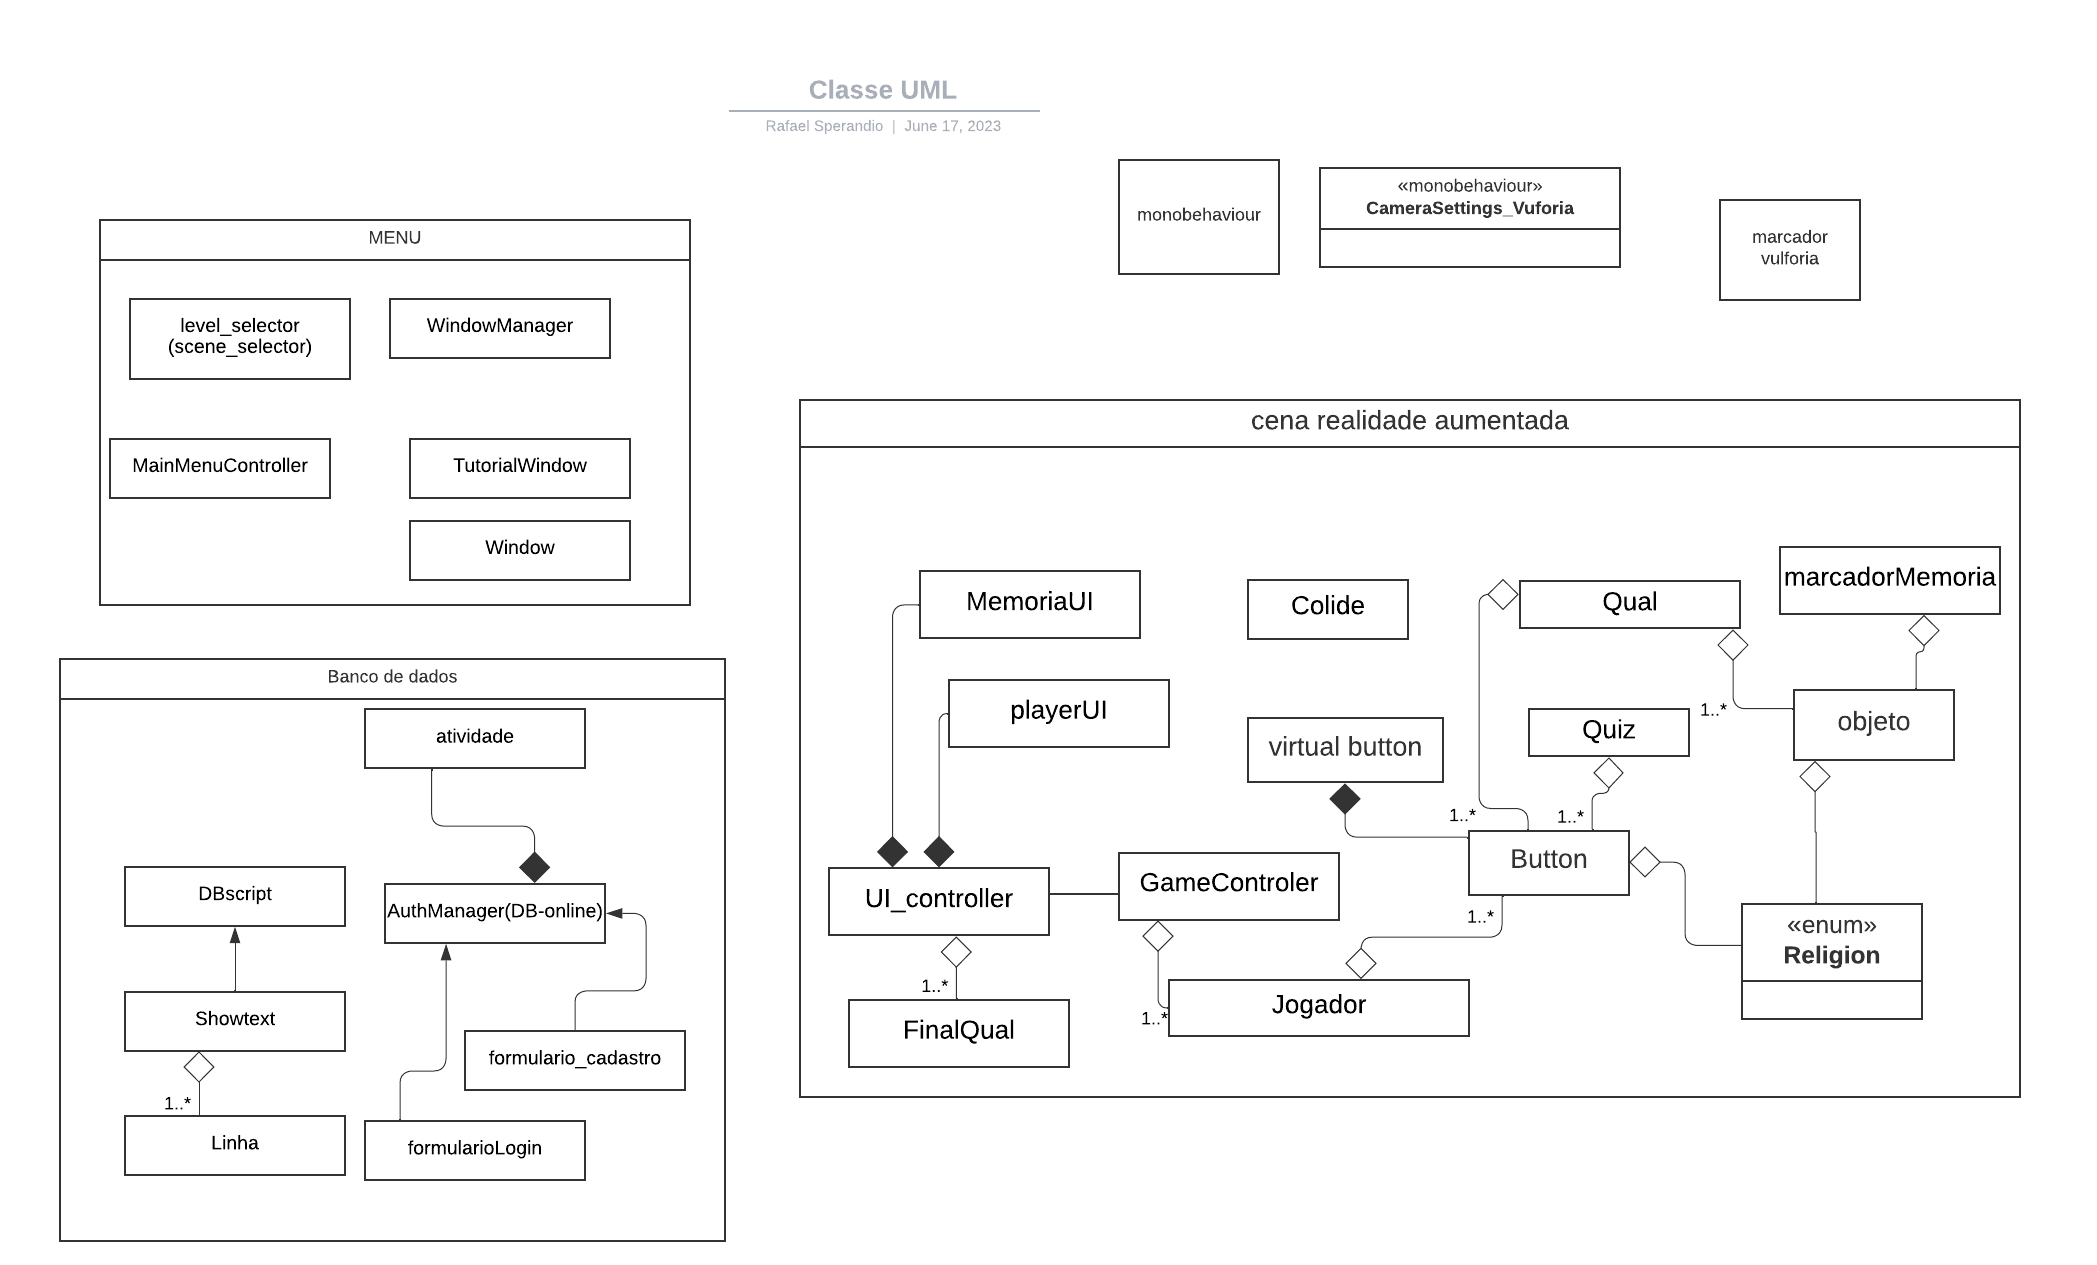 Classe UML
Rafael Sperandio | June 17, 2023
monobehaviour
«monobehaviour»
CameraSettings_Vuforia
marcador
vulforia
MENU
level_selector
(scene_selector)
WindowManager
MainMenuController
TutorialWindow
Window
Banco de dados
atividade
DBscript
AuthManager(DB-online)
Showtext
formulario_cadastro
1..*
Linha
formularioLogin
cena realidade aumentada
MemoriaUI
Colide
Qual
marcadorMemoria
playerUI
virtual button
Quiz
1..*
objeto
1..*
1..*
UI_controller
GameControler
Button
1..*
«enum»
Religion
1..*
FinalQual
1..*
Jogador